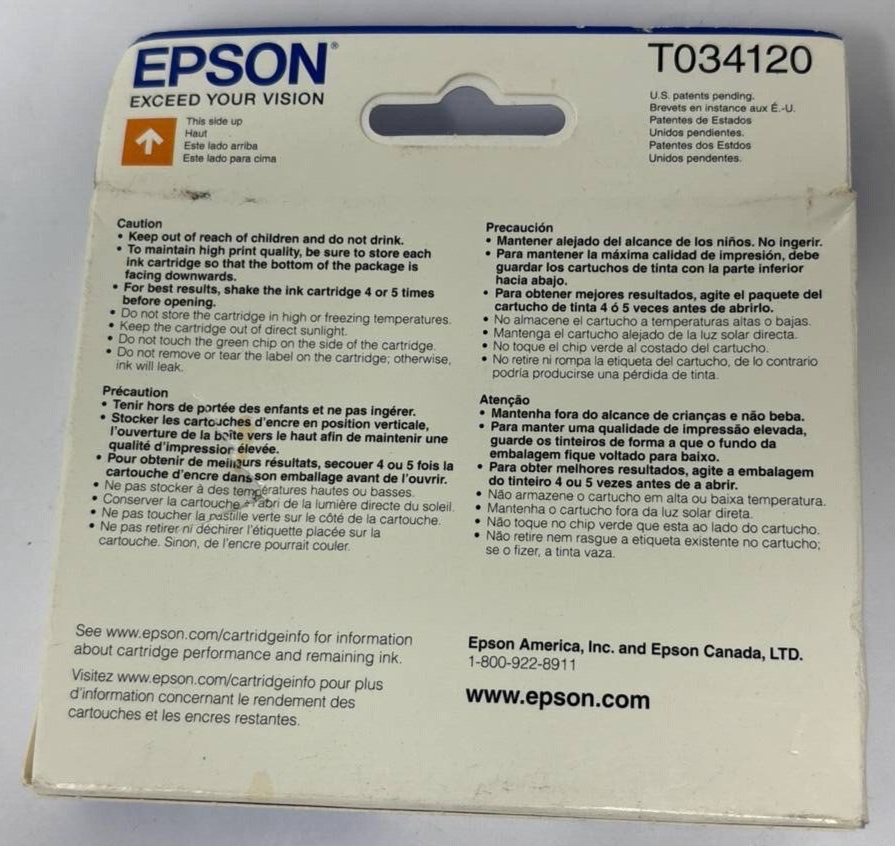 EPSON®
EXCEED YOUR VISION
This side up
Haut
Este lado arriba
Este lado para cima
T034120
U.S. patents pending.
Brevets en instance aux É.-U.
Patentes de Estados
Unidos pendientes.
Patentes dos Estdos
Unidos pendentes.
Caution
• Keep out of reach of children and do not drink.
• To maintain high print quality, be sure to store each
ink cartridge so that the bottom of the package is
facing downwards.
• For best results, shake the ink cartridge 4 or 5 times
before opening.
• Do not store the cartridge in high or freezing temperatures.
• Keep the cartridge out of direct sunlight.
• Do not touch the green chip on the side of the cartridge.
• Do not remove or tear the label on the cartridge; otherwise,
ink will leak.
Précaution
• Tenir hors de portée des enfants et ne pas ingérer.
• Stocker les cartouches d'encre en position verticale,
l'ouverture de la boîte vers le haut afin de maintenir une
qualité d'impression élevée.
• Pour obtenir de meilleurs résultats, secouer 4 ou 5 fois la
cartouche d'encre dans son emballage avant de l'ouvrir.
• Ne pas stocker à des températures hautes ou basses.
• Conserver la cartouche à l'abri de la lumière directe du soleil.
• Ne pas toucher la pastille verte sur le côté de la cartouche.
• Ne pas retirer ni déchirer l'étiquette placée sur la
cartouche. Sinon, de l'encre pourrait couler.
Precaución
• Mantener alejado del alcance de los niños. No ingerir.
• Para mantener la máxima calidad de impresión, debe
guardar los cartuchos de tinta con la parte inferior
hacia abajo.
• Para obtener mejores resultados, agite el paquete del
cartucho de tinta 4 ó 5 veces antes de abrirlo.
• No almacene el cartucho a temperaturas altas o bajas.
• Mantenga el cartucho alejado de la luz solar directa.
• No toque el chip verde al costado del cartucho.
• No retire ni rompa la etiqueta del cartucho, de lo contrario
podría producirse una pérdida de tinta.
Atenção
• Mantenha fora do alcance de crianças e não beba.
• Para manter uma qualidade de impressão elevada,
guarde os tinteiros de forma a que o fundo da
embalagem fique voltado para baixo.
• Para obter melhores resultados, agite a embalagem
do tinteiro 4 ou 5 vezes antes de a abrir.
• Não armazene o cartucho em alta ou baixa temperatura.
• Mantenha o cartucho fora da luz solar direta.
• Não toque no chip verde que esta ao lado do cartucho.
• Não retire nem rasgue a etiqueta existente no cartucho;
se o fizer, a tinta vaza.
See www.epson.com/cartridgeinfo for information
about cartridge performance and remaining ink.
Visitez www.epson.com/cartridgeinfo pour plus
d'information concernant le rendement des
cartouches et les encres restantes.
Epson America, Inc. and Epson Canada, LTD.
1-800-922-8911
www.epson.com